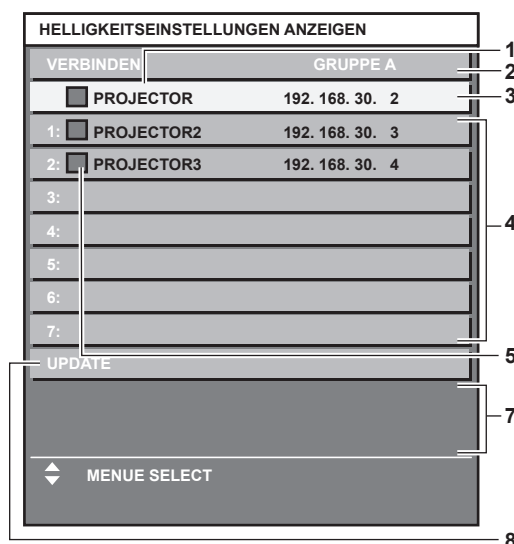 HELLIGKEITSEINSTELLUNGEN ANZEIGEN
VERBINDEN GRUPPE A
PROJECTOR 192. 168. 30. 2
1: PROJECTOR2 192. 168. 30. 3
2: PROJECTOR3 192. 168. 30. 4
3:
4:
5:
6:
7:
UPDATE
MENUE SELECT
1
2
3
4
5
7
8